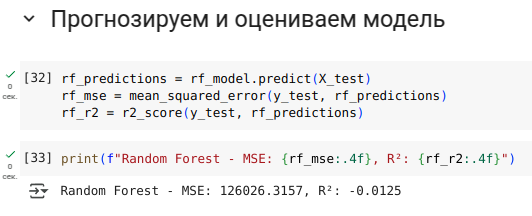 Прогнозируем и оцениваем модель
[32] rf_predictions = rf_model.predict(X_test)
0
сек.
rf_mse = mean_squared_error(y_test, rf_predictions)
rf_r2 = r2_score(y_test, rf_predictions)
[33] print(f"Random Forest - MSE: {rf_mse:.4f}, R²: {rf_r2:.4f}")
0
сек.
Random Forest - MSE: 126026.3157, R²: -0.0125